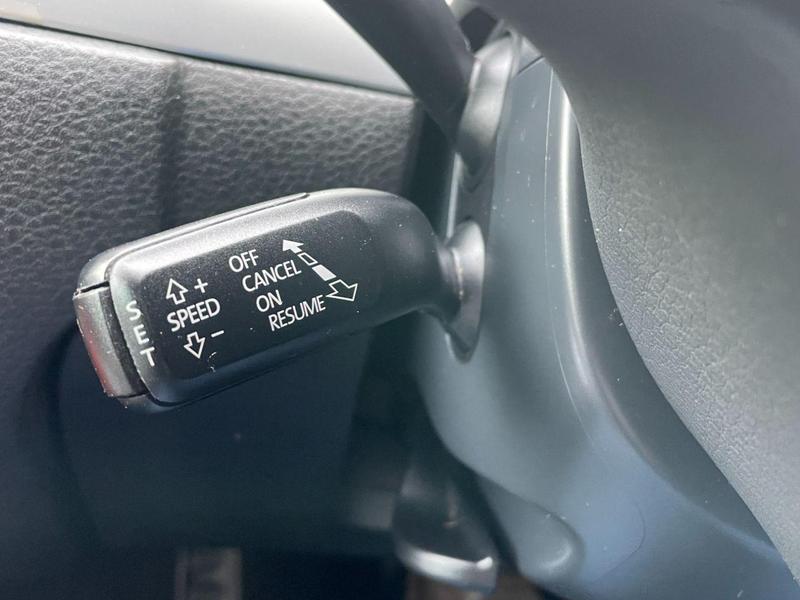 OFF
CANCEL
ON
RESUME
+
SPEED
−
SET